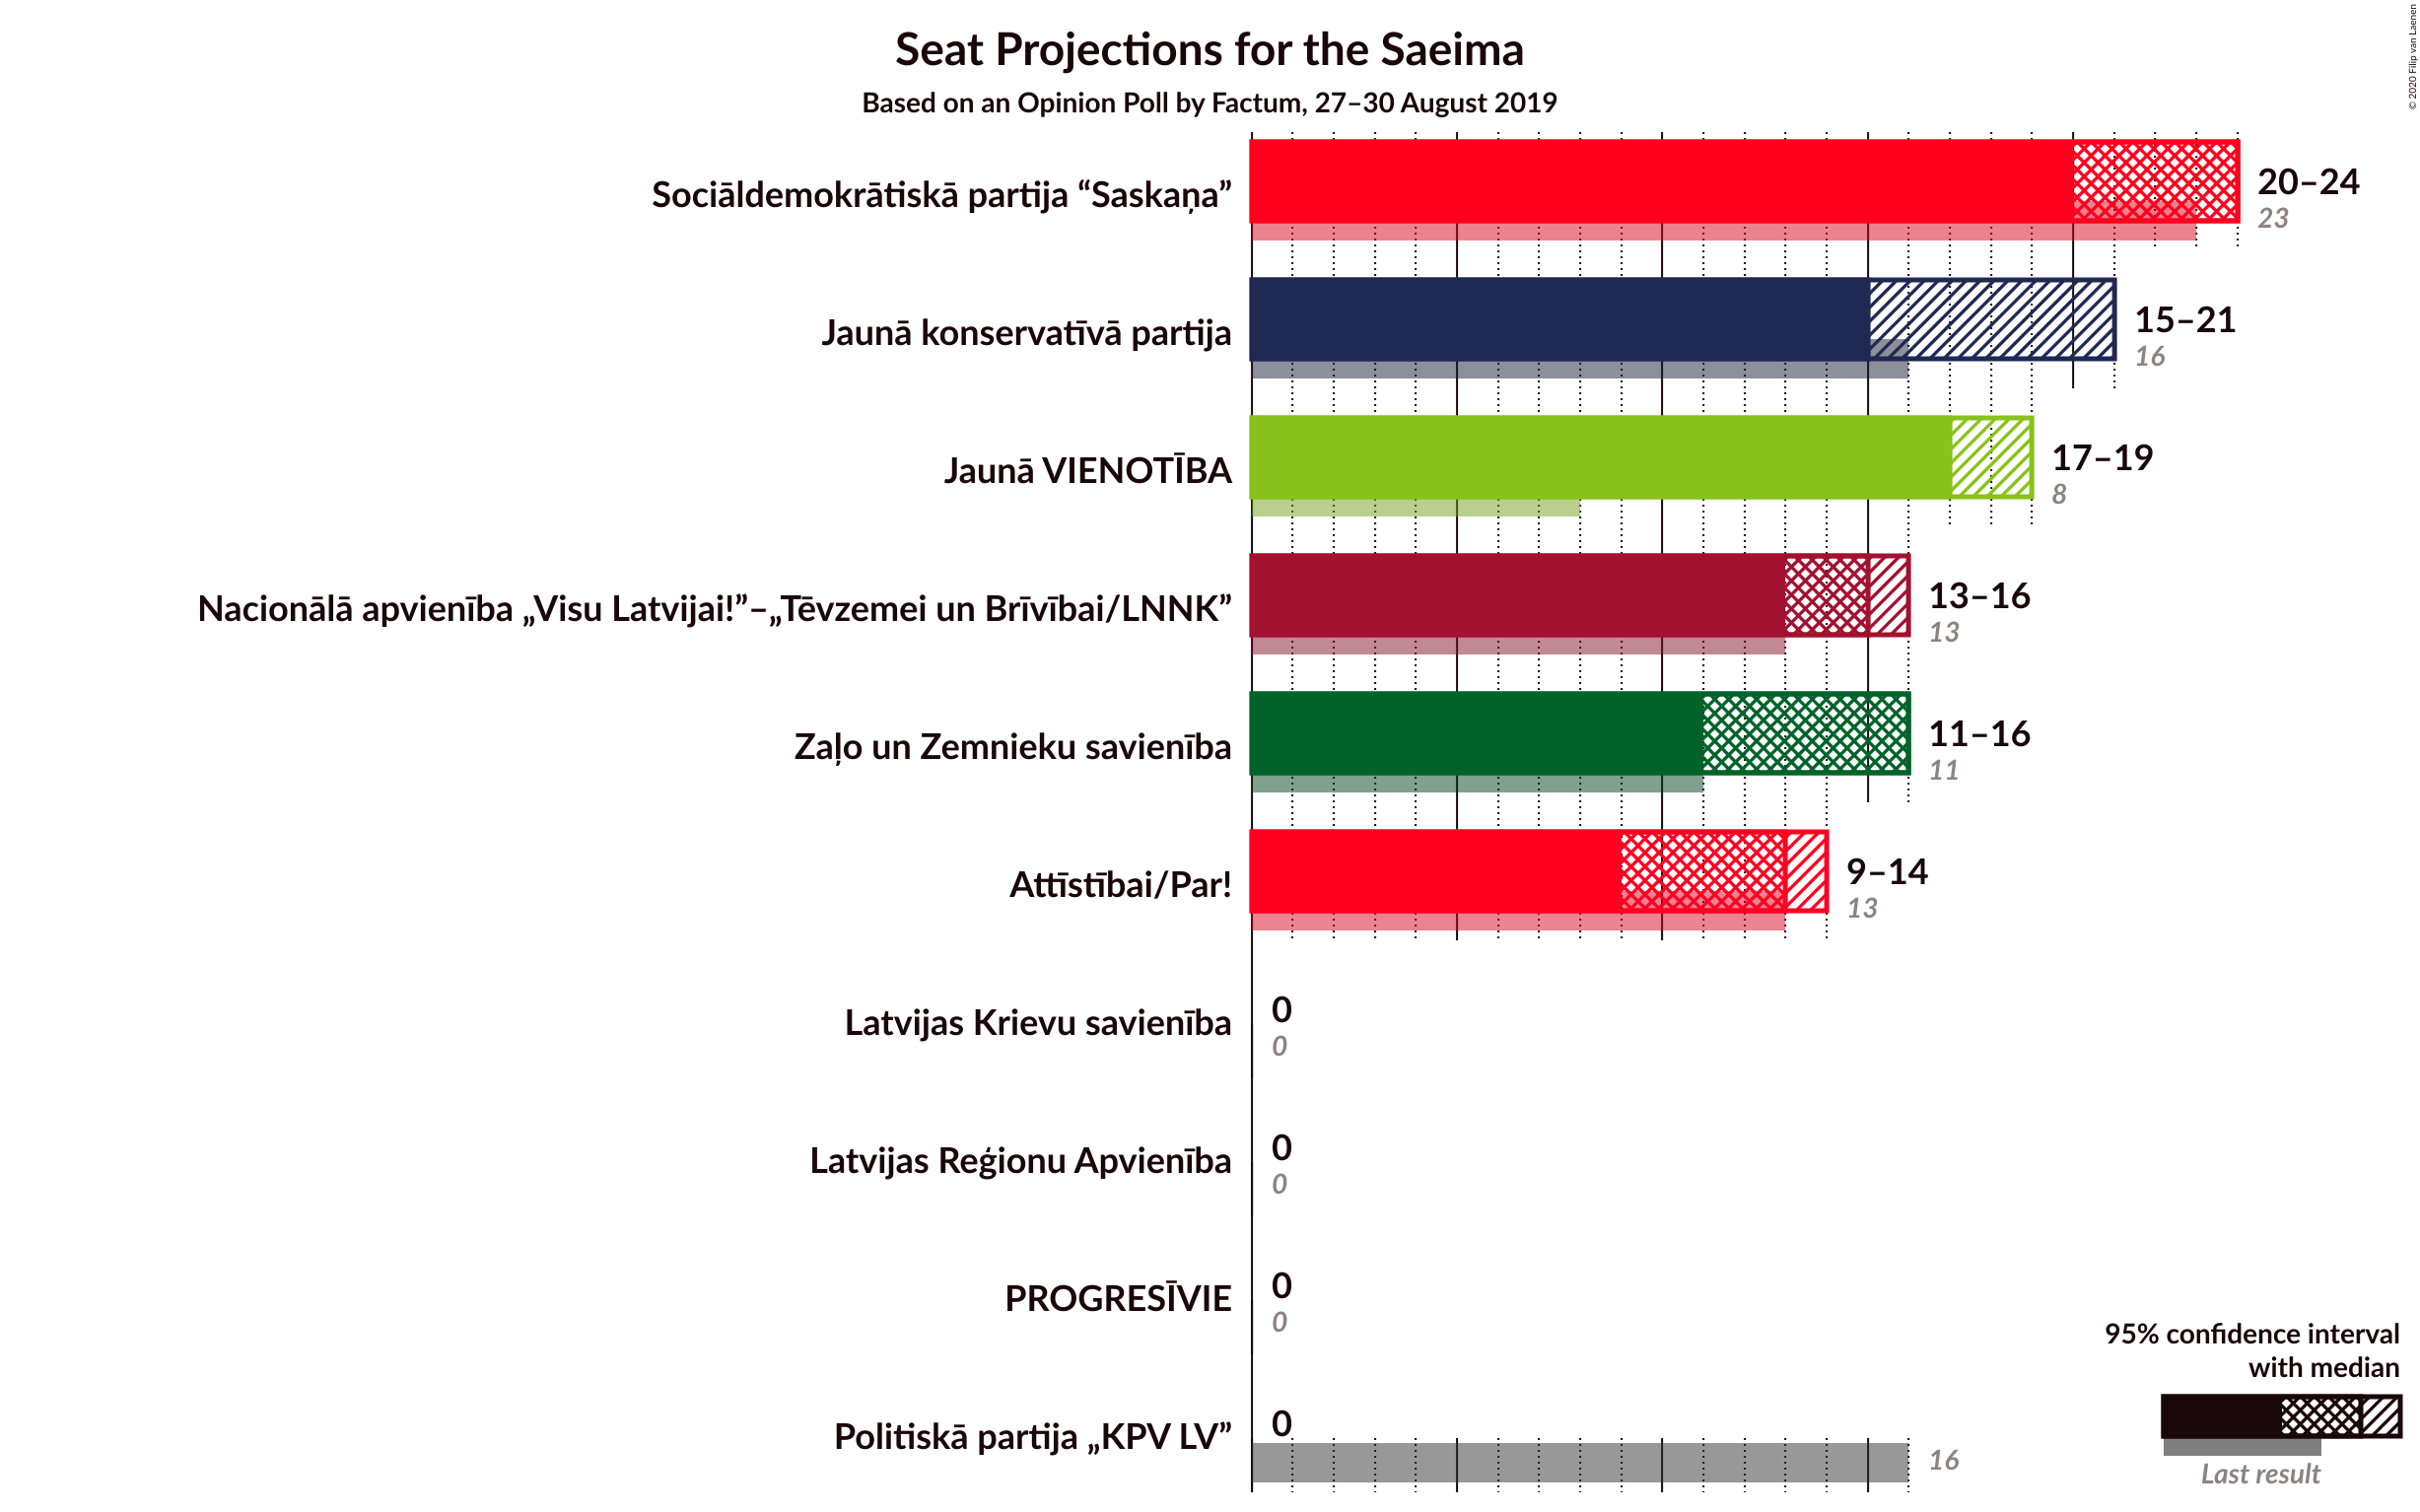 Seat Projections for the Saeima
Based on an Opinion Poll by Factum, 27–30 August 2019
© 2020 Filip van Laenen
Sociāldemokrātiskā partija “Saskaņa”
20–24
23
Jaunā konservatīvā partija
15–21
16
Jaunā VIENOTĪBA
17–19
8
Nacionālā apvienība „Visu Latvijai!”–„Tēvzemei un Brīvībai/LNNK”
13–16
13
Zaļo un Zemnieku savienība
11–16
11
Attīstībai/Par!
9–14
13
Latvijas Krievu savienība
0
0
Latvijas Reģionu Apvienība
0
0
PROGRESĪVIE
0
0
Politiskā partija „KPV LV”
0
16
95% confidence interval
with median
Last result